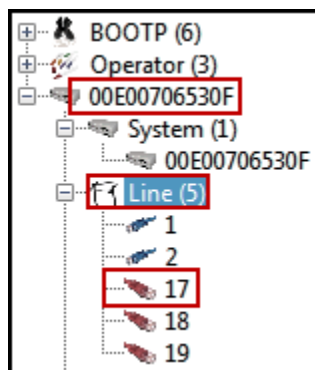 BOOTP (6)
Operator (3)
00E00706530F
System (1)
00E00706530F
Line (5)
1
2
17
18
19